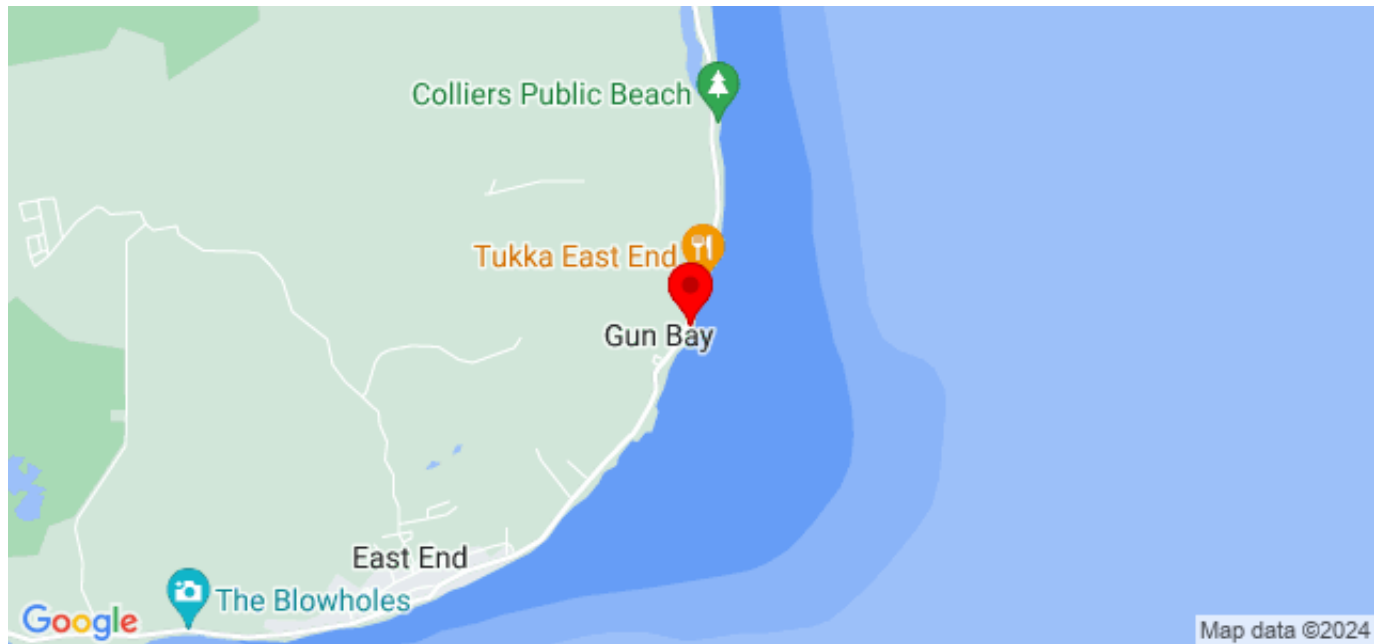 Colliers Public Beach
Tukka East End
Gun Bay
East End
The Blowholes
Google
Map data ©2024